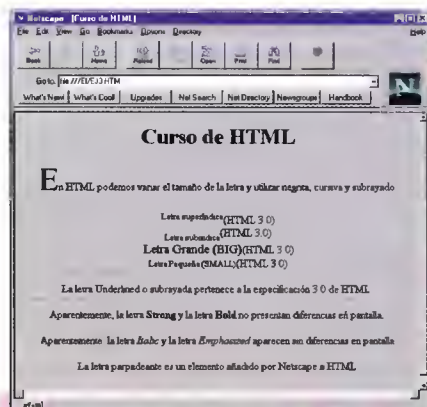 Netscape - [Curso de HTML]
File Edit View Go Bookmarks Options Directory Help
Back Home Reload Open Print Find
Go to: file:///E|/EJ3.HTM
What's New! What's Cool! Upgrades Net Search Net Directory Newsgroups Handbook
Curso de HTML
En HTML podemos variar el tamaño de la letra y utilizar negrita, cursiva y subrayado
Letra superíndice(HTML 3.0)
Letra subíndice(HTML 3.0)
Letra Grande (BIG)(HTML 3.0)
Letra Pequeña (SMALL)(HTML 3.0)
La letra Underlined o subrayada pertenece a la especificación 3.0 de HTML
Aparentemente, la letra Strong y la letra Bold no presentan diferencias en pantalla.
Aparentemente la letra Italic y la letra Emphasized aparecen sin diferencias en pantalla
La letra parpadeante es un elemento añadido por Netscape a HTML